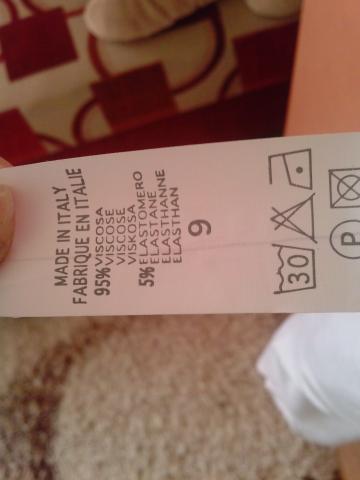 MADE IN ITALY
FABRIQUE EN ITALIE
95% VISCOSA
VISCOSE
VISCOSE
VISKOSA
5% ELASTOMERO
ELASTANE
ELASTHANNE
ELASTHAN
9
30
P